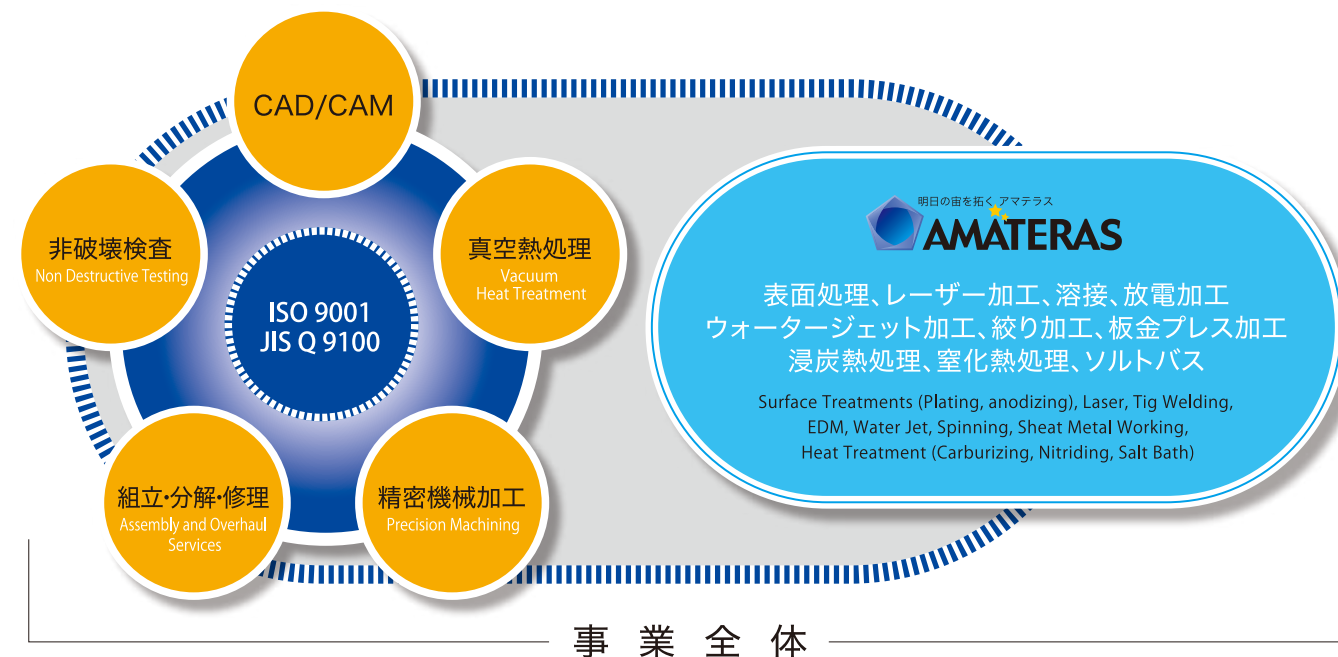 CAD/CAM
非破壊検査
Non Destructive Testing
真空熱処理
Vacuum
Heat Treatment
ISO 9001
JIS Q 9100
組立・分解・修理
Assembly and Overhaul
Services
精密機械加工
Precision Machining
明日の宙を拓く アマテラス
AMATERAS
表面処理、レーザー加工、溶接、放電加工
ウォータージェット加工、絞り加工、板金プレス加工
浸炭熱処理、窒化熱処理、ソルトバス
Surface Treatments (Plating, anodizing), Laser, Tig Welding,
EDM, Water Jet, Spinning, Sheat Metal Working,
Heat Treatment (Carburizing, Nitriding, Salt Bath)
事業全体